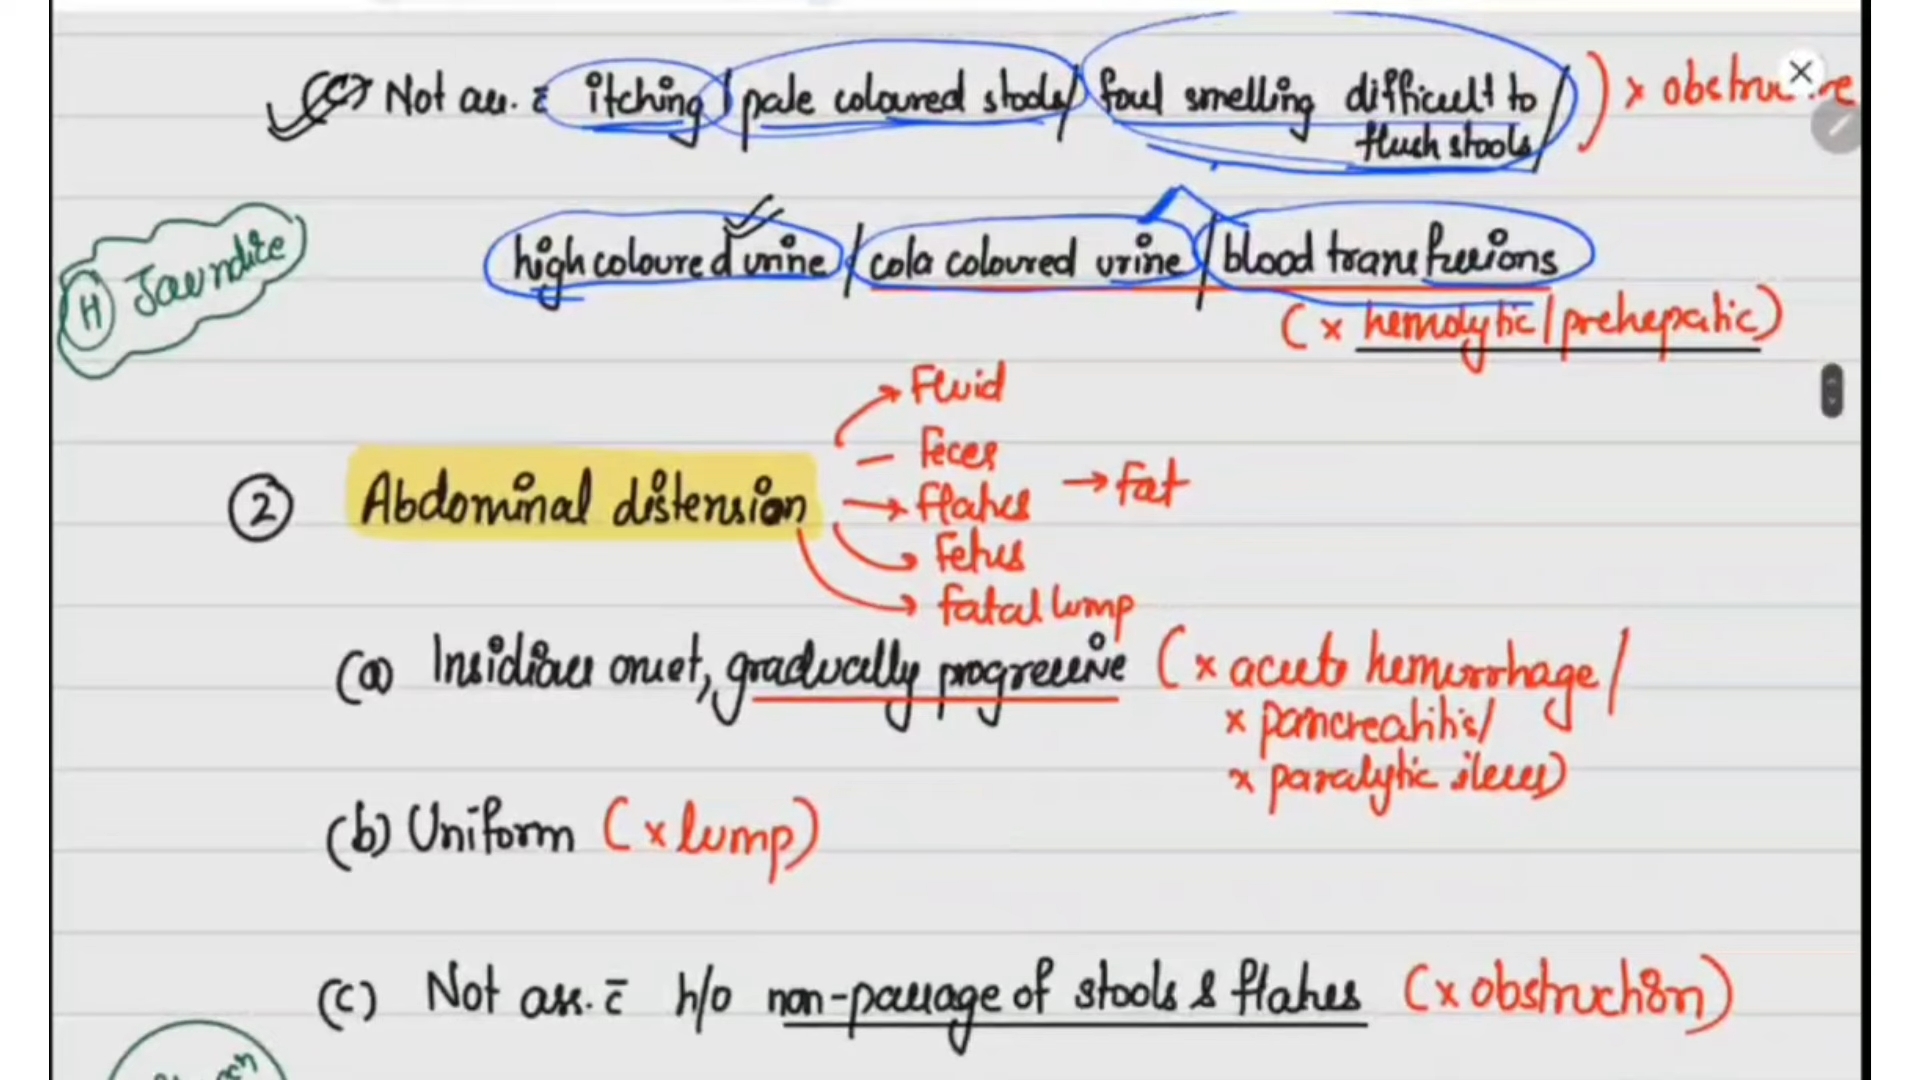 (c) Not ass. c̄ itching / pale coloured stools / foul smelling difficult to flush stools / ) x obstructive
high coloured urine / cola coloured urine / blood transfusions
(H) Jaundice
(x hemolytic / prehepatic)
Fluid
Feces
② Abdominal distension → flatus → Fat
Fetus
fatal lump
(a) Insidious onset, gradually progressive (x acute hemorrhage /
x pancreatitis /
x paralytic ileus)
(b) Uniform (x lump)
(c) Not ass. c̄ h/o non-passage of stools & flatus (x obstruction)